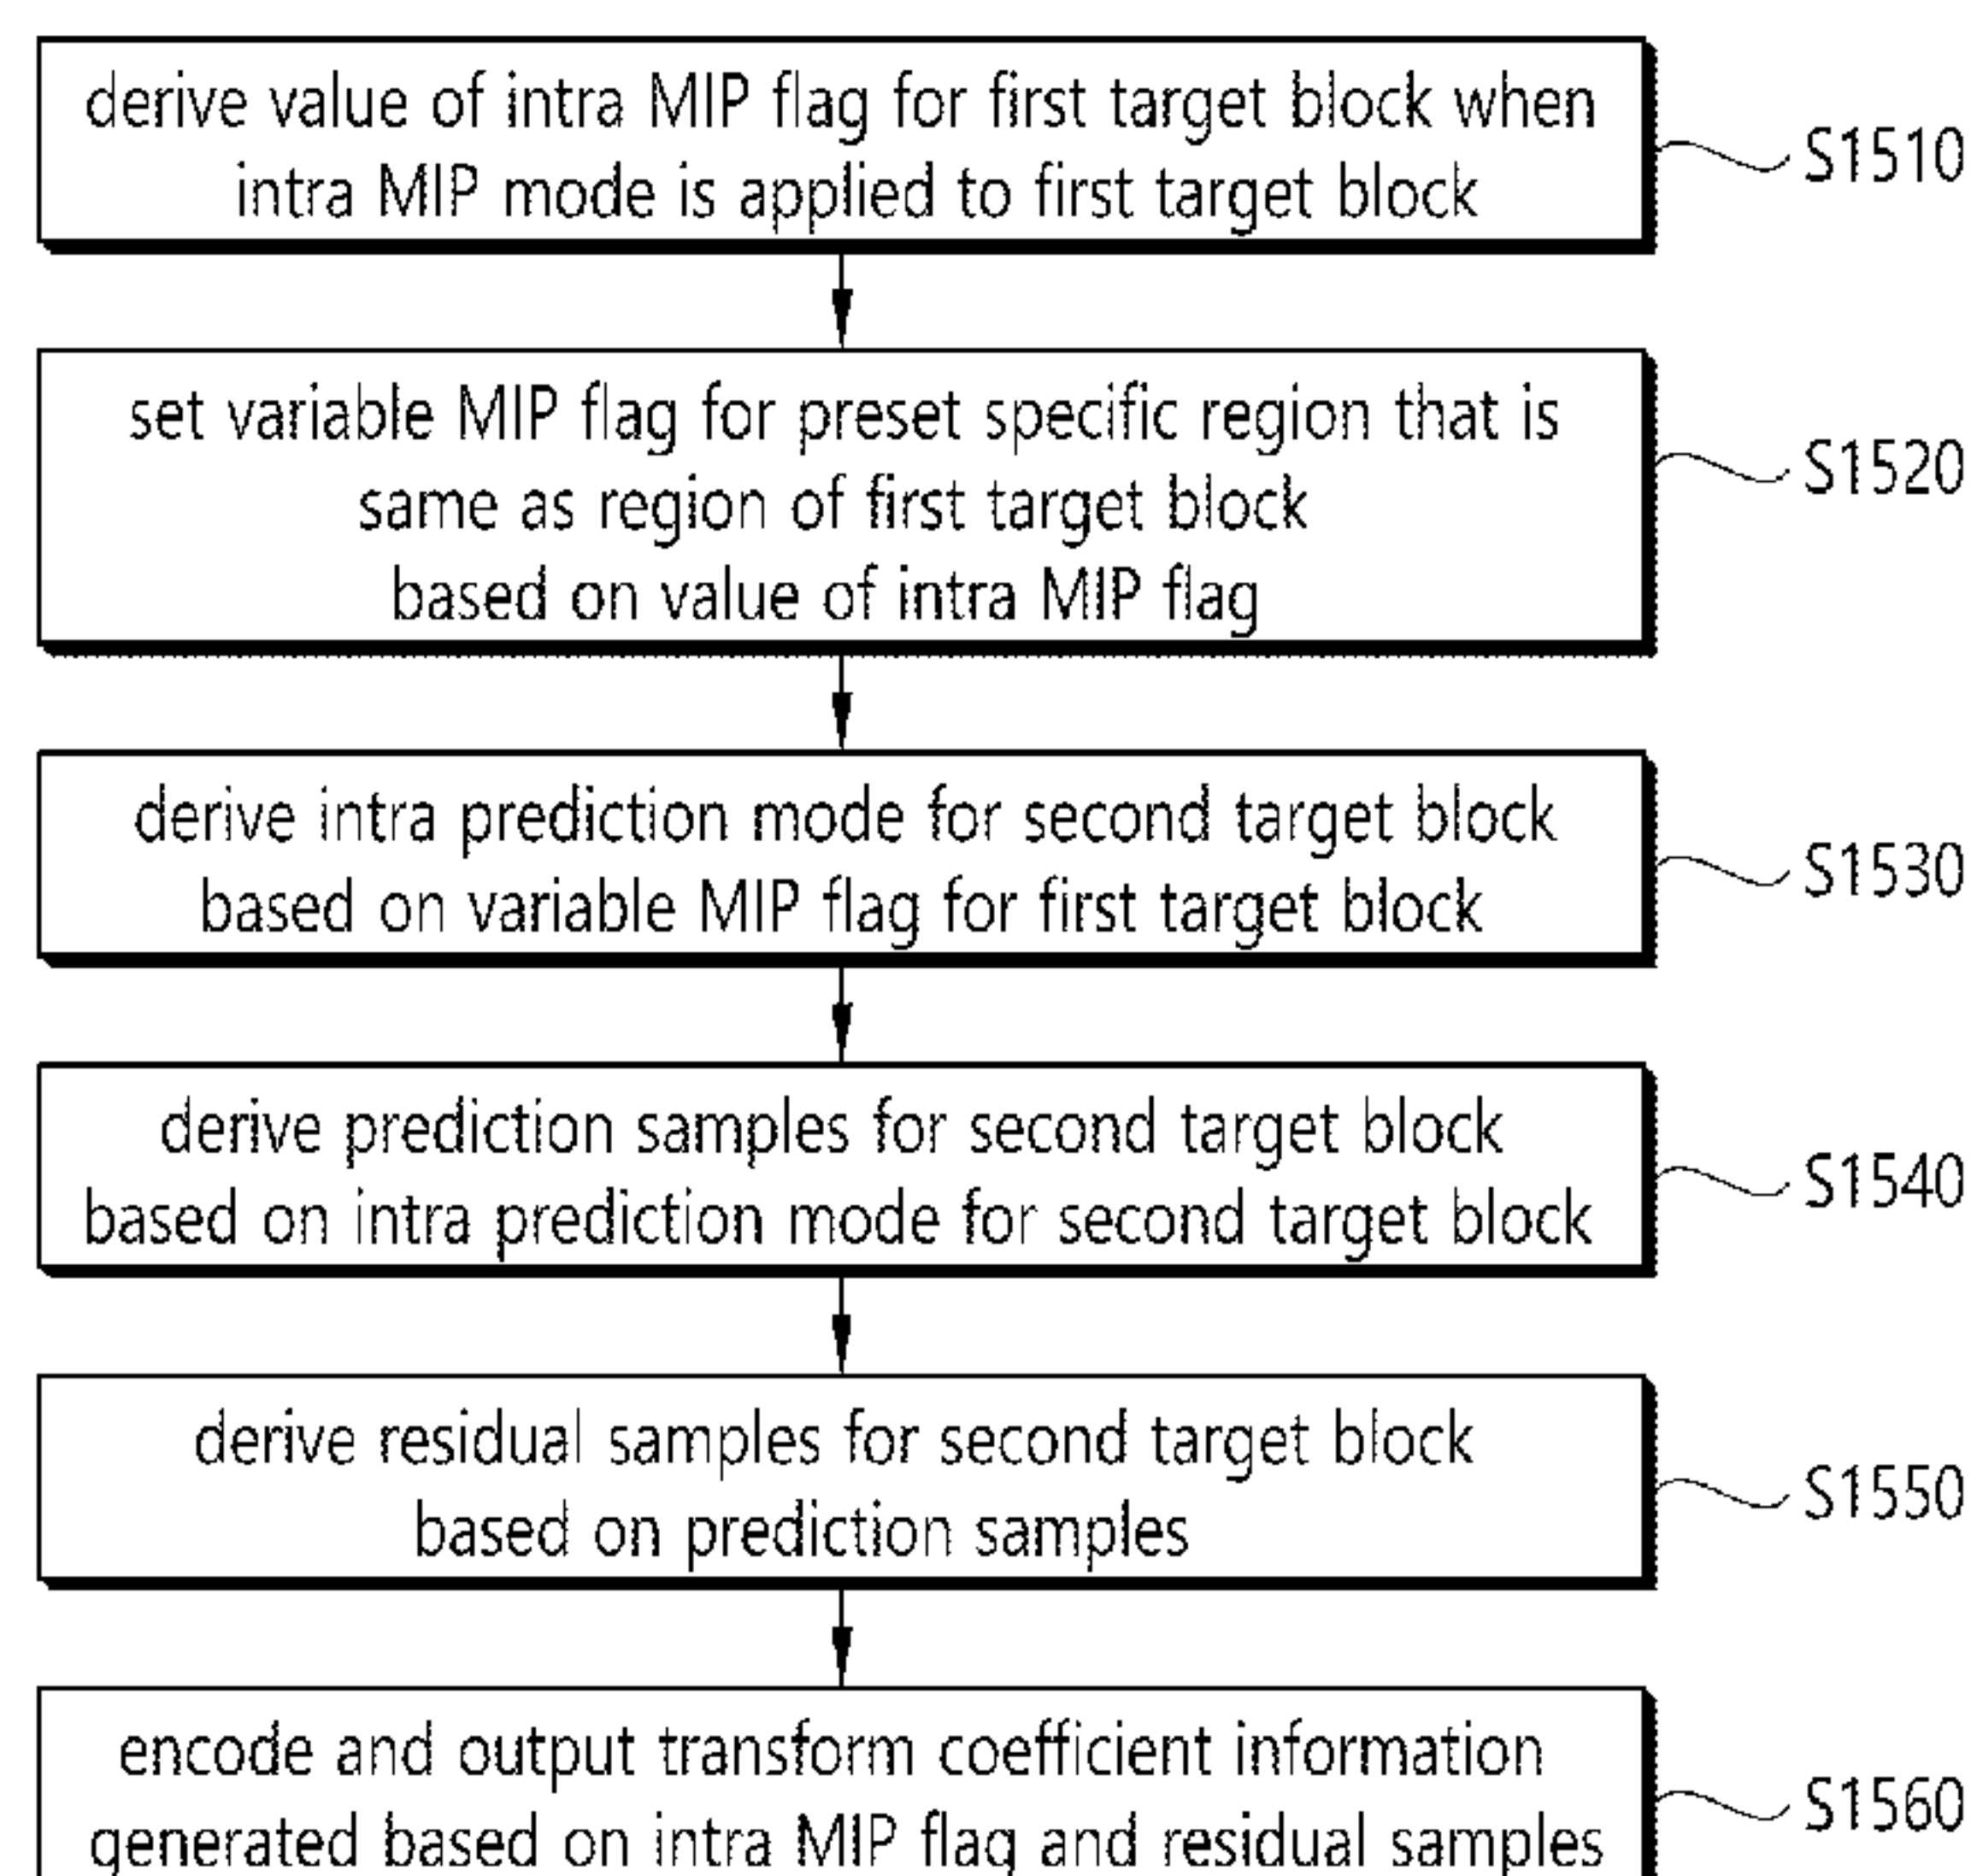 derive value of intra MIP flag for first target block when
intra MIP mode is applied to first target block
S1510
set variable MIP flag for preset specific region that is
same as region of first target block
based on value of intra MIP flag
S1520
derive intra prediction mode for second target block
based on variable MIP flag for first target block
S1530
derive prediction samples for second target block
based on intra prediction mode for second target block
S1540
derive residual samples for second target block
based on prediction samples
S1550
encode and output transform coefficient information
generated based on intra MIP flag and residual samples
S1560